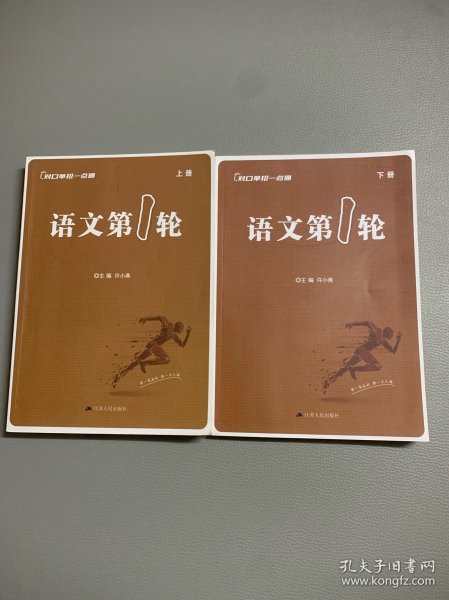 对口单招一点通
上册
语文第1轮
◎主编 许小燕
江苏人民出版社
对口单招一点通
下册
语文第1轮
◎主编 许小燕
江苏人民出版社
孔夫子旧书网
www.kongfz.com